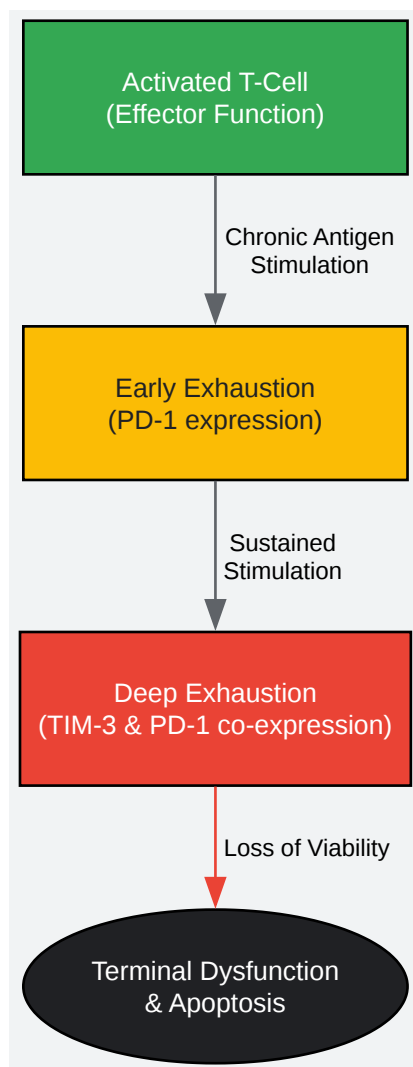 Activated T-Cell
(Effector Function)
Chronic Antigen
Stimulation
Early Exhaustion
(PD-1 expression)
Sustained
Stimulation
Deep Exhaustion
(TIM-3 & PD-1 co-expression)
Loss of Viability
Terminal Dysfunction
& Apoptosis